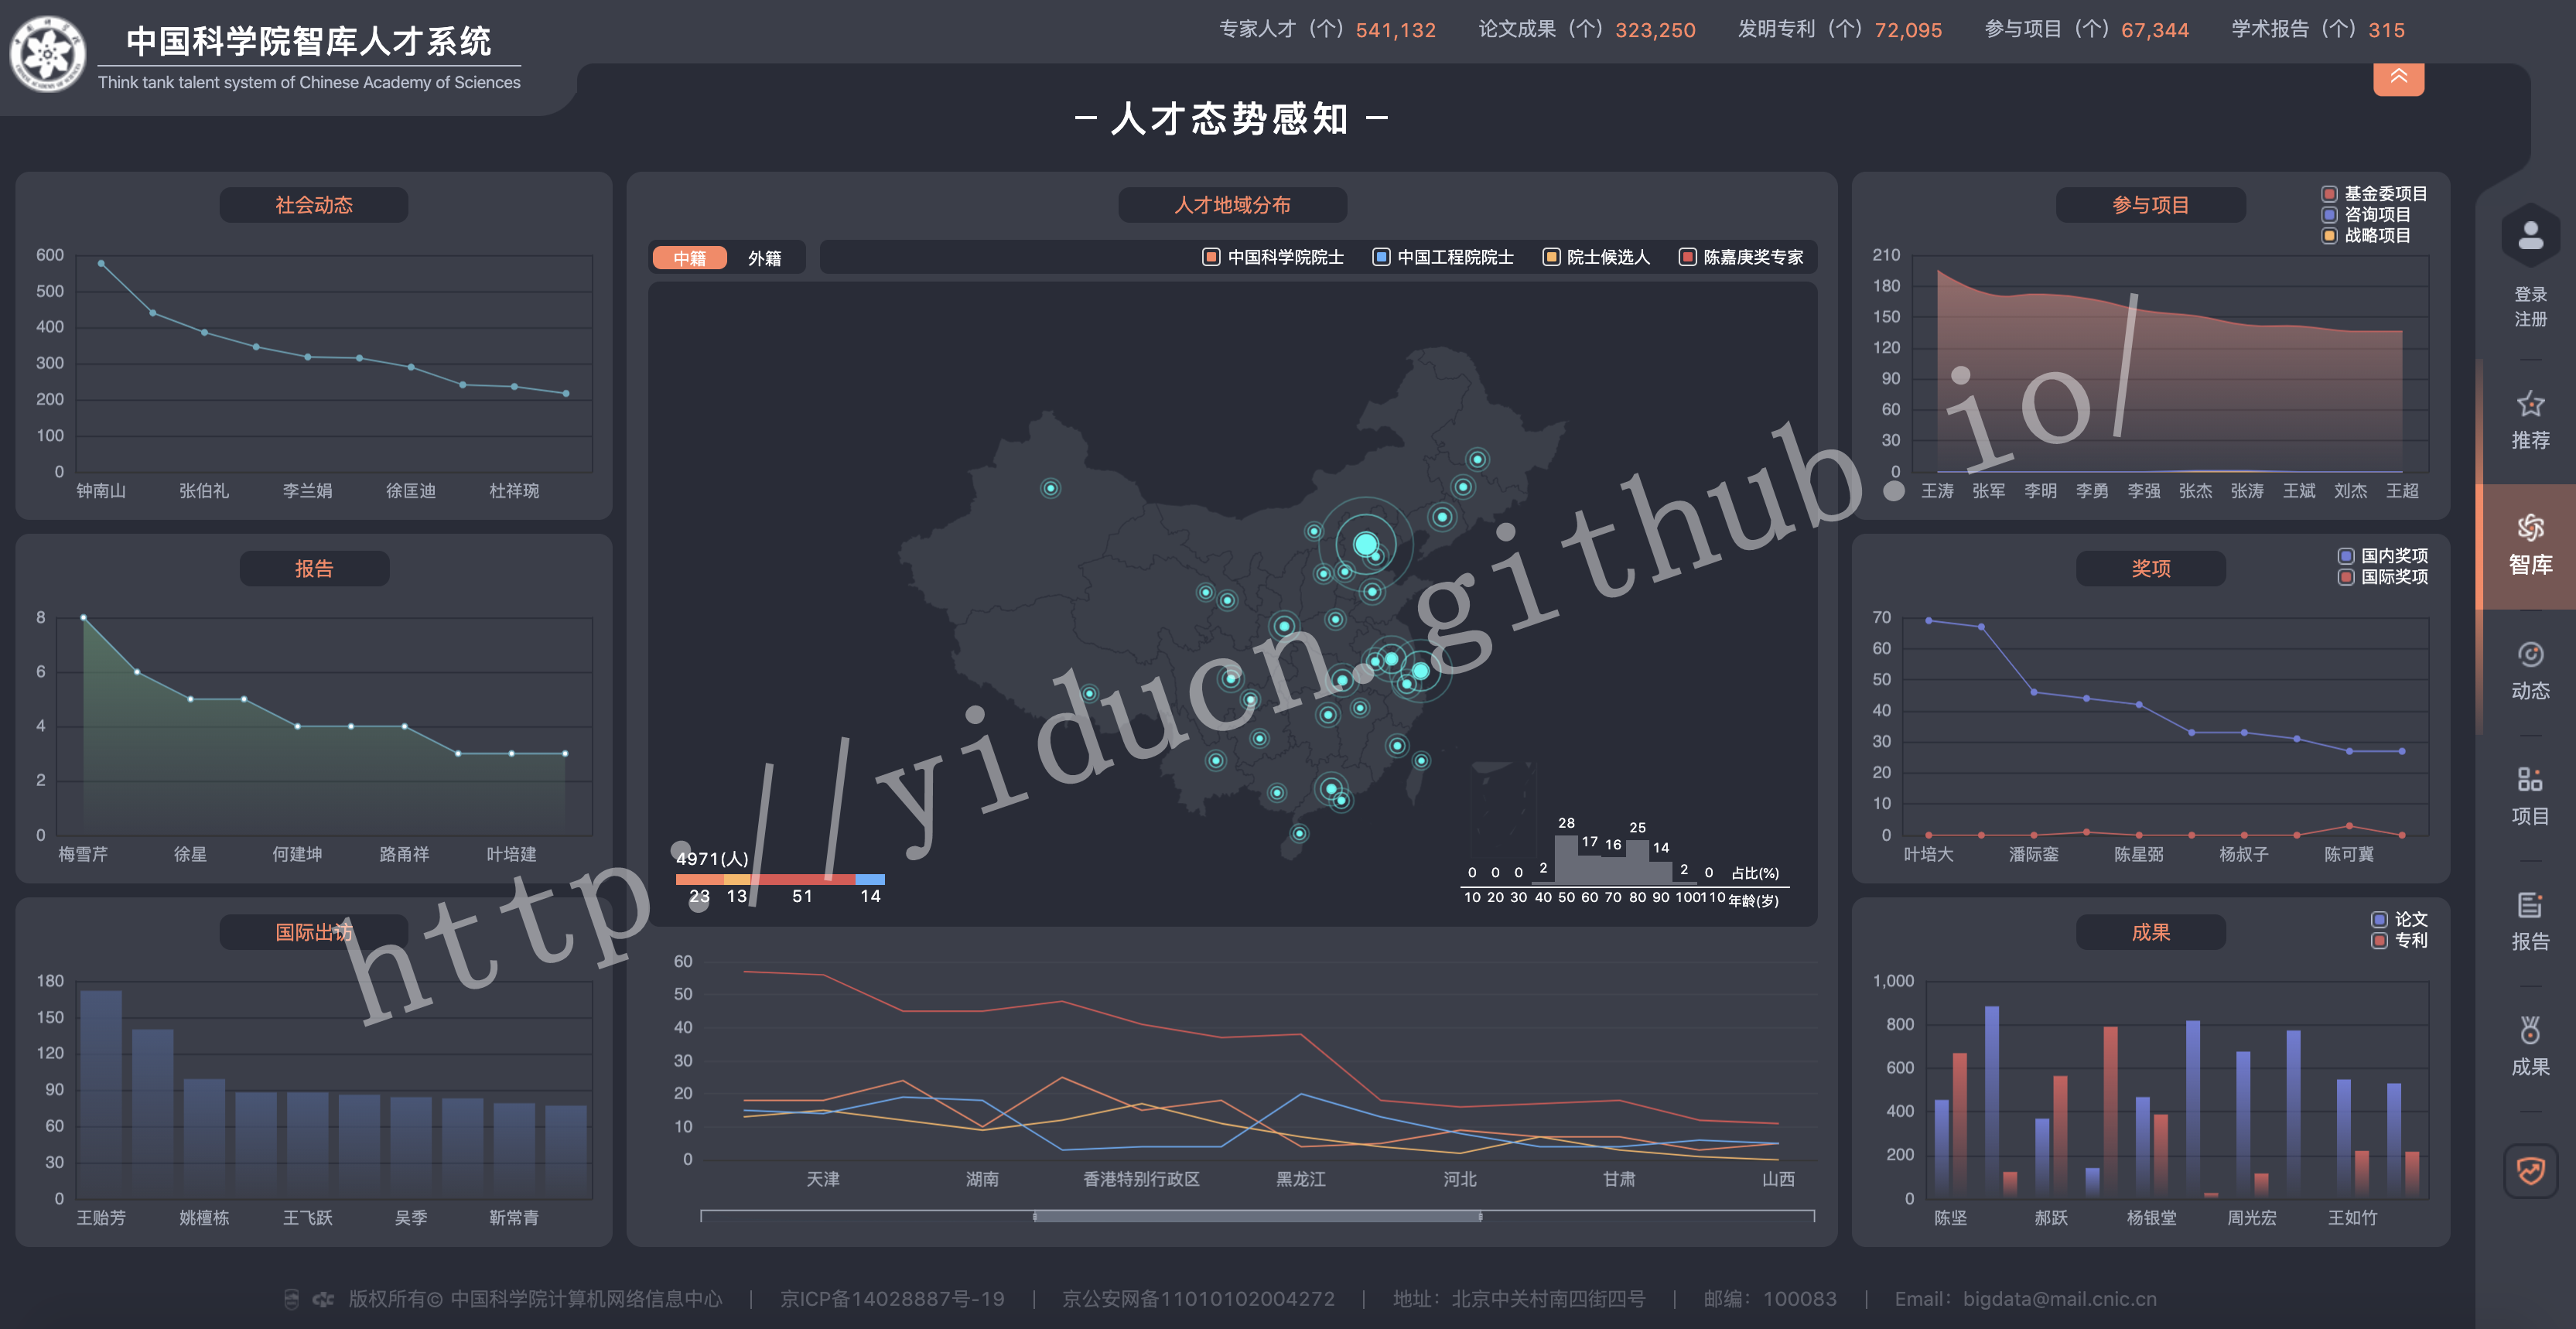 中国科学院智库人才系统
Think tank talent system of Chinese Academy of Sciences
专家人才（个）541,132 论文成果（个）323,250 发明专利（个）72,095 参与项目（个）67,344 学术报告（个）315
— 人才态势感知 —
社会动态
600
500
400
300
200
100
0
钟南山 张伯礼 李兰娟 徐匡迪 杜祥琬
报告
8
6
4
2
0
梅雪芹 徐星 何建坤 路甬祥 叶培建
国际出访
180
150
120
90
60
30
0
王贻芳 姚檀栋 王飞跃 吴季 靳常青
人才地域分布
中籍 外籍
中国科学院院士 中国工程院院士 院士候选人 陈嘉庚奖专家
4971(人)
23 13 51 14
0 0 0 2 28 17 16 25 14 2 0 占比(%)
10 20 30 40 50 60 70 80 90 100110 年龄(岁)
60
50
40
30
20
10
0
天津 湖南 香港特别行政区 黑龙江 河北 甘肃 山西
参与项目
基金委项目
咨询项目
战略项目
210
180
150
120
90
60
30
0
王涛 张军 李明 李勇 李强 张杰 张涛 王斌 刘杰 王超
奖项
国内奖项
国际奖项
70
60
50
40
30
20
10
0
叶培大 潘际銮 陈星弼 杨叔子 陈可冀
成果
论文
专利
1,000
800
600
400
200
0
陈坚 郝跃 杨银堂 周光宏 王如竹
登录
注册
推荐
智库
动态
项目
报告
成果
http://yiducn.github.io/
版权所有© 中国科学院计算机网络信息中心 | 京ICP备14028887号-19 | 京公安网备11010102004272 | 地址：北京中关村南四街四号 | 邮编：100083 | Email：bigdata@mail.cnic.cn